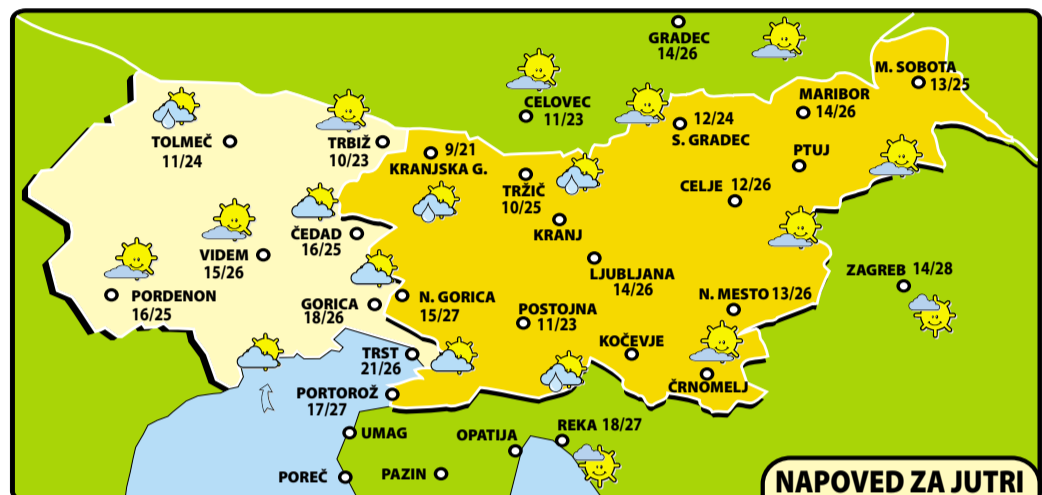 GRADEC
14/26
M. SOBOTA
13/25
MARIBOR
14/26
CELOVEC
11/23
12/24
S. GRADEC
TOLMEČ
11/24
TRBIŽ
10/23
9/21
KRANJSKA G.
PTUJ
TRŽIČ
10/25
CELJE 12/26
KRANJ
ČEDAD
16/25
VIDEM
15/26
LJUBLJANA
14/26
ZAGREB 14/28
PORDENON
16/25
GORICA
18/26
N. GORICA
15/27
POSTOJNA
11/23
N. MESTO 13/26
KOČEVJE
TRST
21/26
ČRNOMELJ
PORTOROŽ
17/27
UMAG
OPATIJA
REKA 18/27
POREČ
PAZIN
NAPOVED ZA JUTRI